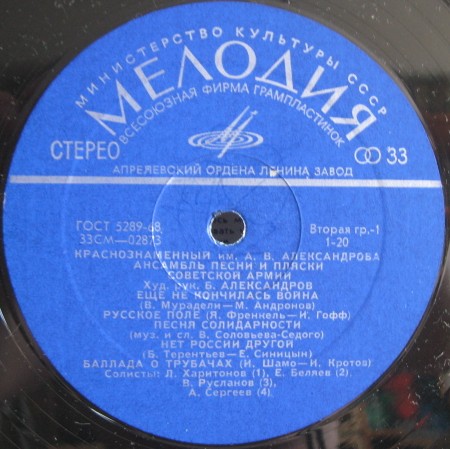 МИНИСТЕРСТВО КУЛЬТУРЫ СССР
МЕЛОДИЯ
ВСЕСОЮЗНАЯ ФИРМА ГРАМПЛАСТИНОК
СТЕРЕО
33
АПРЕЛЕВСКИЙ ОРДЕНА ЛЕНИНА ЗАВОД
ГОСТ 5289-68
33СМ—02873
Вторая гр.-1
1-20
КРАСНОЗНАМЕННЫЙ им. А. В. АЛЕКСАНДРОВА
АНСАМБЛЬ ПЕСНИ И ПЛЯСКИ
СОВЕТСКОЙ АРМИИ
Худ. рук. Б. АЛЕКСАНДРОВ
ЕЩЕ НЕ КОНЧИЛАСЬ ВОЙНА
(В. Мурадели—М. Андронов)
РУССКОЕ ПОЛЕ (Я. Френкель—И. Гофф)
ПЕСНЯ СОЛИДАРНОСТИ
(муз. и сл. В. Соловьева-Седого)
НЕТ РОССИИ ДРУГОЙ
(Б. Терентьев—Е. Синицын)
БАЛЛАДА О ТРУБАЧАХ (И. Шамо—И. Кротов)
Солисты: Л. Харитонов (1), Е. Беляев (2)
В. Русланов (3),
А. Сергеев (4)